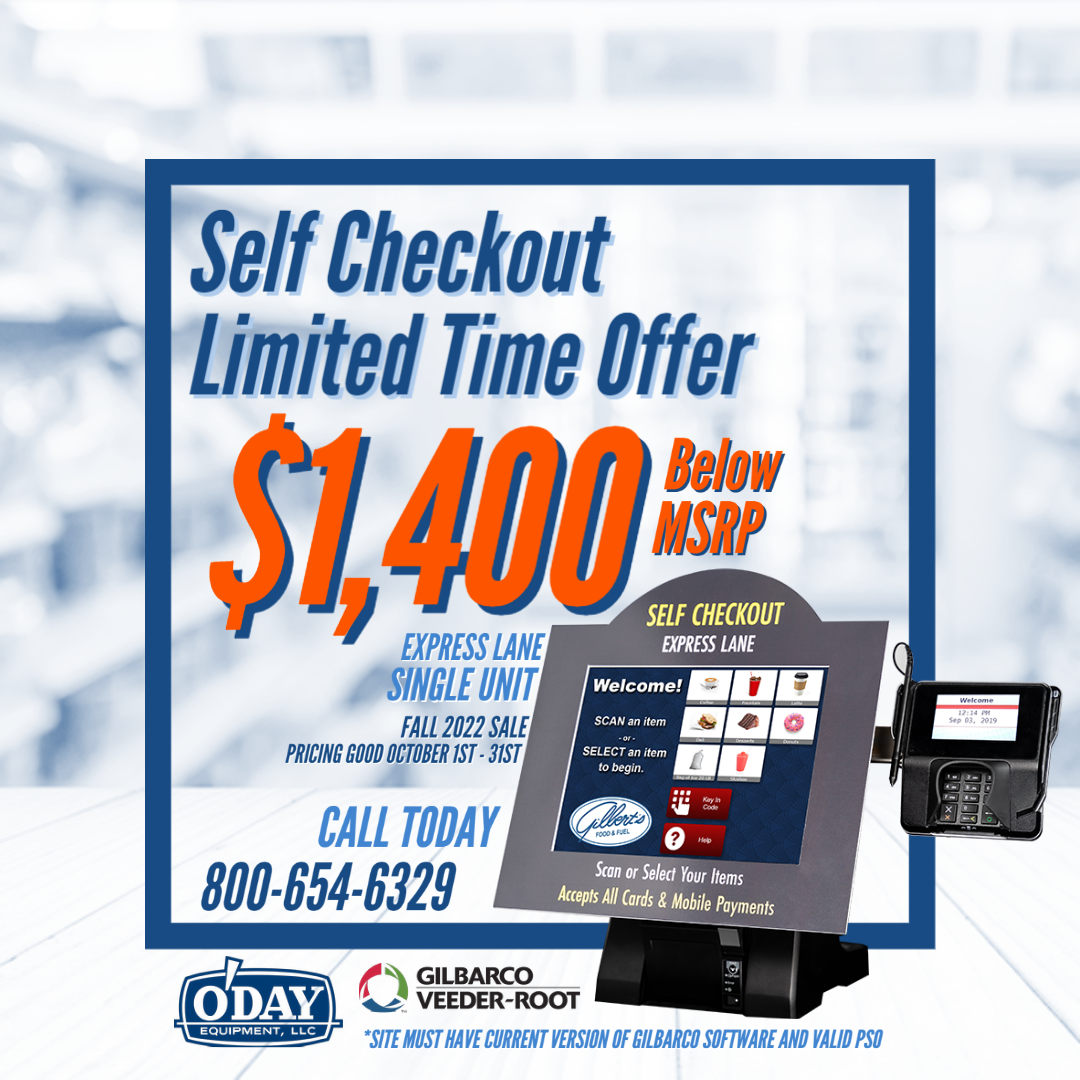 Self Checkout
Limited Time Offer
$1,400
Below
MSRP
EXPRESS LANE
SINGLE UNIT
FALL 2022 SALE
PRICING GOOD OCTOBER 1ST - 31ST
CALL TODAY
800-654-6329
SELF CHECKOUT
EXPRESS LANE
Welcome!
SCAN an item
- or -
SELECT an item
to begin.
Key In
Code
Help
Gilbert's
FOOD & FUEL
Scan or Select Your Items
Accepts All Cards & Mobile Payments
Welcome
12:14 PM
Sep 03, 2019
O'DAY
EQUIPMENT, LLC
GILBARCO
VEEDER-ROOT
*SITE MUST HAVE CURRENT VERSION OF GILBARCO SOFTWARE AND VALID PSO